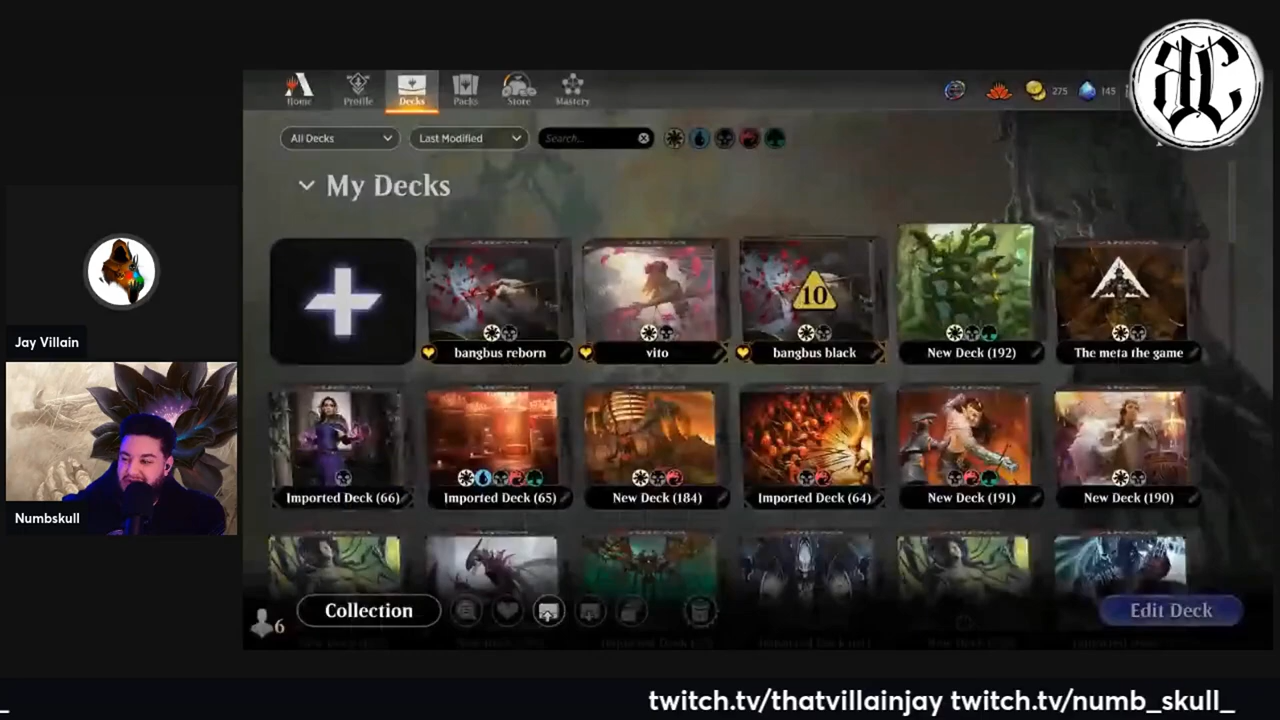 Home Profile Decks Packs Store Mastery 275 145
All Decks Last Modified Search...
My Decks
bangbus reborn vito 10 bangbus black New Deck (192) The meta the game
Jay Villain
Imported Deck (66) Imported Deck (65) New Deck (184) Imported Deck (64) New Deck (191) New Deck (190)
Numbskull
6 Collection Edit Deck
_ twitch.tv/thatvillainjay twitch.tv/numb_skull_